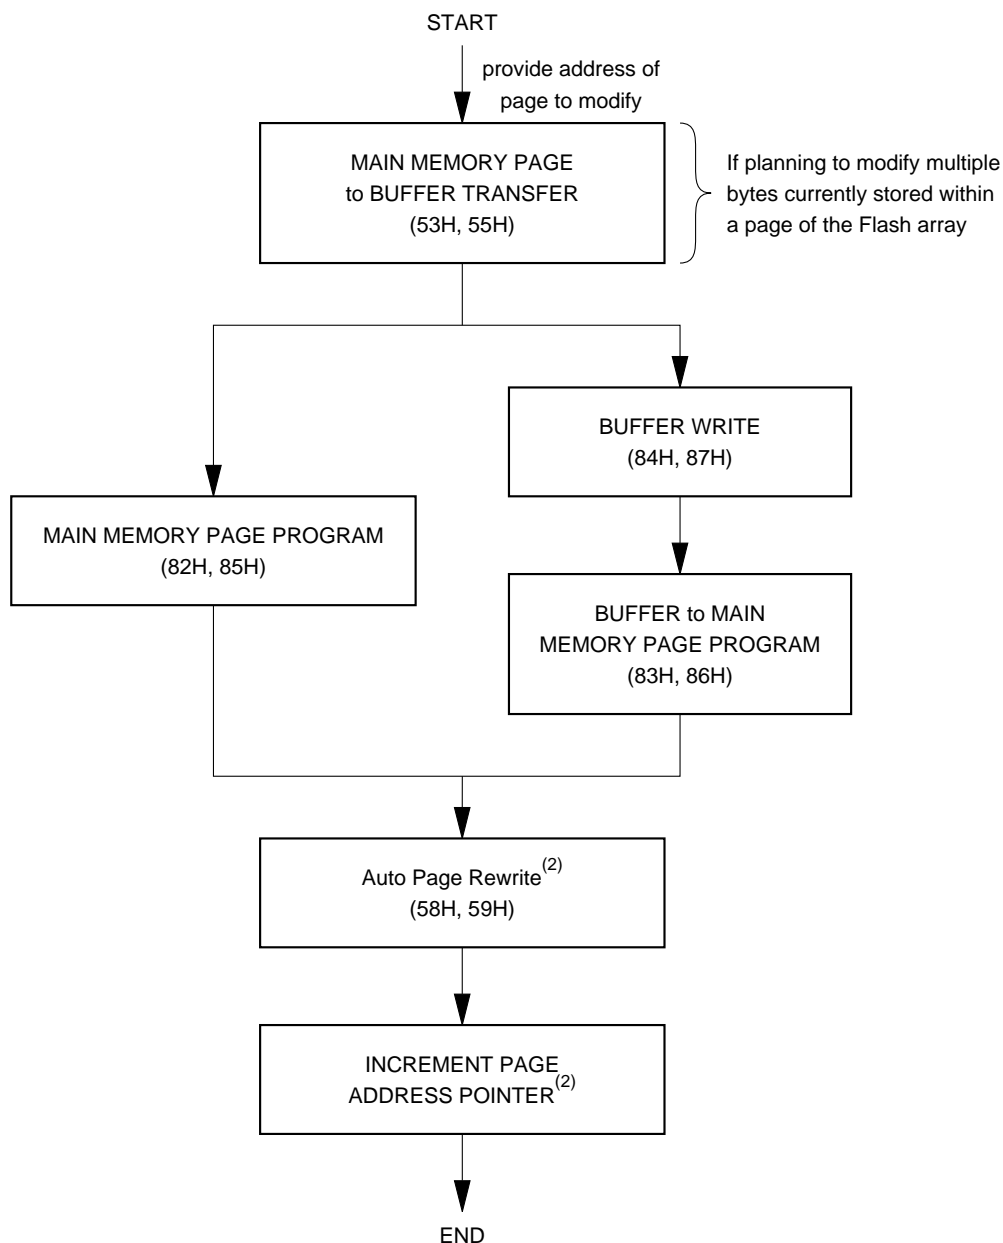 START
provide address of
page to modify
MAIN MEMORY PAGE
to BUFFER TRANSFER
(53H, 55H)
If planning to modify multiple
bytes currently stored within
a page of the Flash array
BUFFER WRITE
(84H, 87H)
MAIN MEMORY PAGE PROGRAM
(82H, 85H)
BUFFER to MAIN
MEMORY PAGE PROGRAM
(83H, 86H)
Auto Page Rewrite(2)
(58H, 59H)
INCREMENT PAGE
ADDRESS POINTER(2)
END